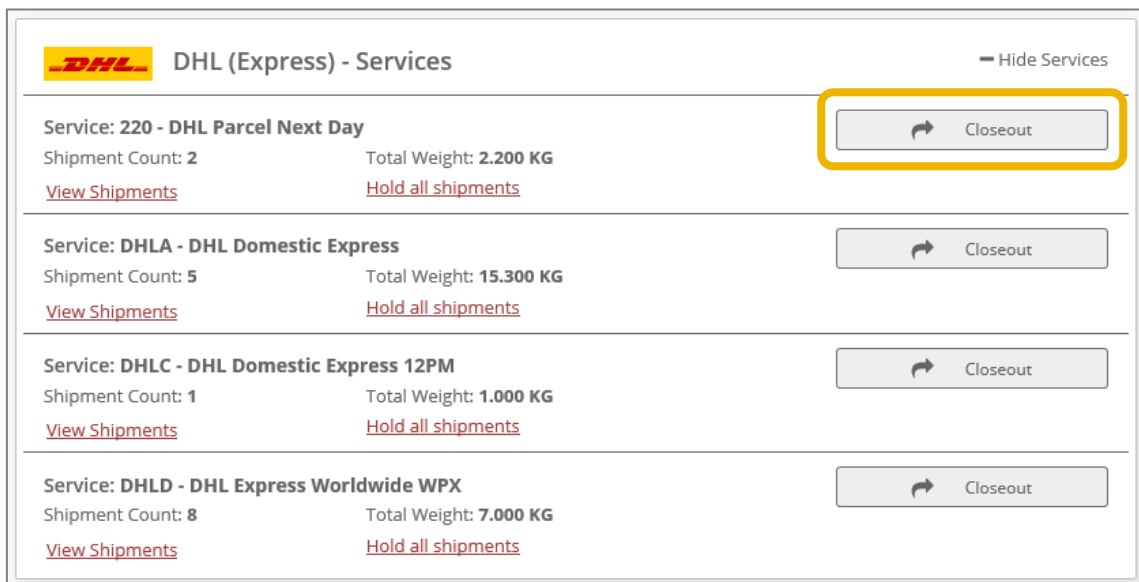 DHL DHL (Express) - Services — Hide Services
Service: 220 - DHL Parcel Next Day Closeout
Shipment Count: 2 Total Weight: 2.200 KG
View Shipments Hold all shipments
Service: DHLA - DHL Domestic Express Closeout
Shipment Count: 5 Total Weight: 15.300 KG
View Shipments Hold all shipments
Service: DHLC - DHL Domestic Express 12PM Closeout
Shipment Count: 1 Total Weight: 1.000 KG
View Shipments Hold all shipments
Service: DHLD - DHL Express Worldwide WPX Closeout
Shipment Count: 8 Total Weight: 7.000 KG
View Shipments Hold all shipments